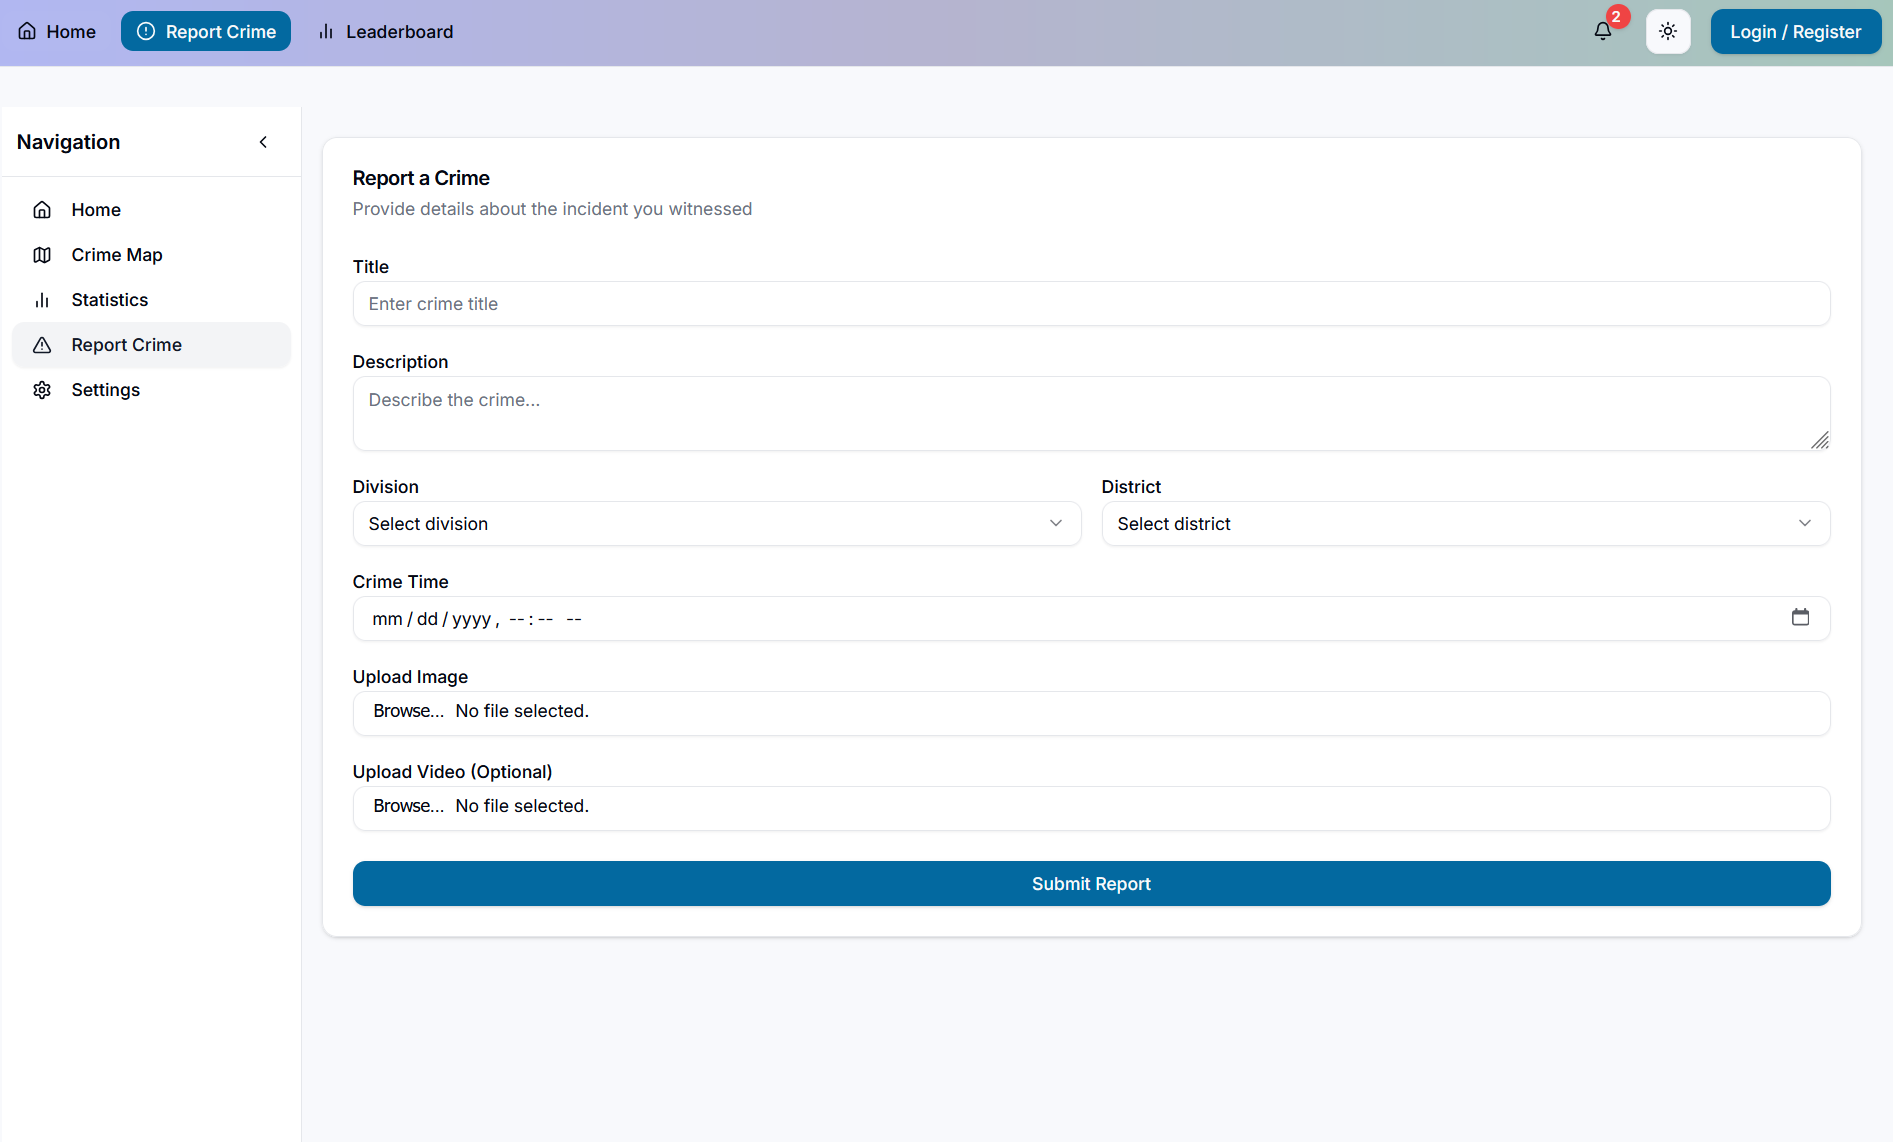 Home
Report Crime
Leaderboard
2
Login / Register
Navigation
Home
Crime Map
Statistics
Report Crime
Settings
Report a Crime
Provide details about the incident you witnessed
Title
Enter crime title
Description
Describe the crime...
Division
District
Select division
Select district
Crime Time
mm / dd / yyyy , -- : -- --
Upload Image
Browse... No file selected.
Upload Video (Optional)
Browse... No file selected.
Submit Report